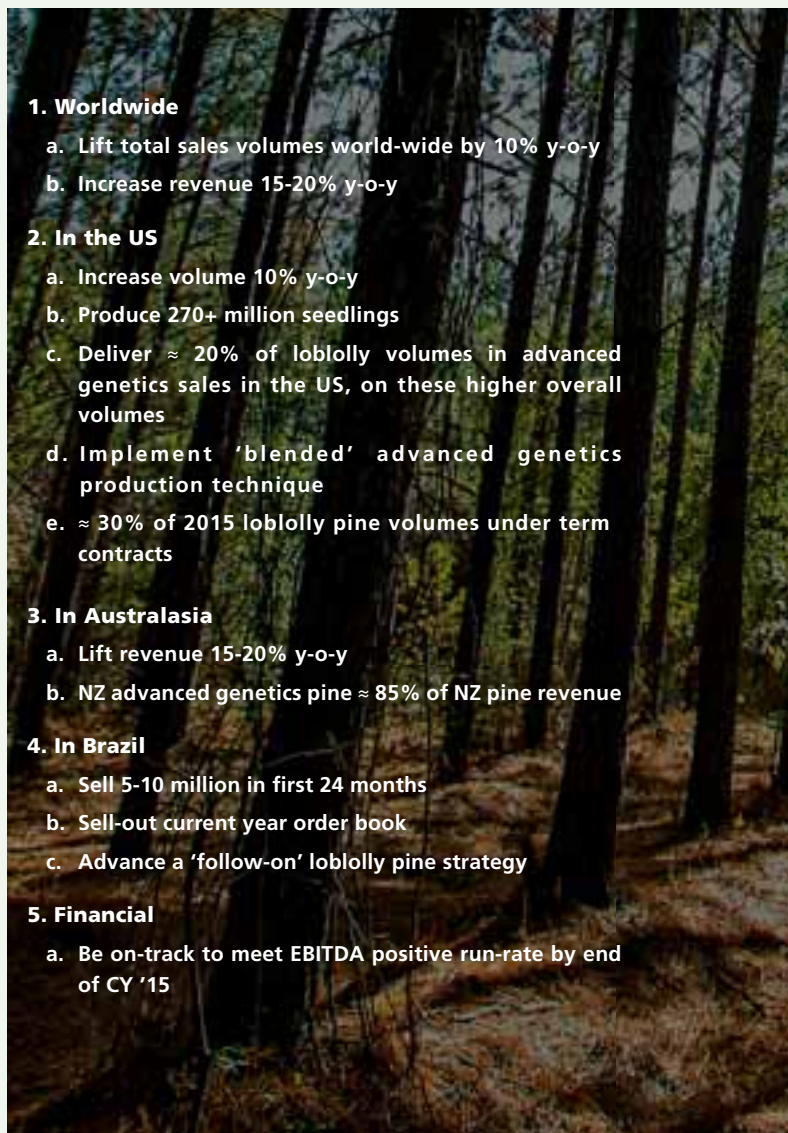 1. Worldwide
a. Lift total sales volumes world-wide by 10% y-o-y
b. Increase revenue 15-20% y-o-y
2. In the US
a. Increase volume 10% y-o-y
b. Produce 270+ million seedlings
c. Deliver ≈ 20% of loblolly volumes in advanced
genetics sales in the US, on these higher overall
volumes
d. Implement ‘blended’ advanced genetics
production technique
e. ≈ 30% of 2015 loblolly pine volumes under term
contracts
3. In Australasia
a. Lift revenue 15-20% y-o-y
b. NZ advanced genetics pine ≈ 85% of NZ pine revenue
4. In Brazil
a. Sell 5-10 million in first 24 months
b. Sell-out current year order book
c. Advance a ‘follow-on’ loblolly pine strategy
5. Financial
a. Be on-track to meet EBITDA positive run-rate by end
of CY ’15